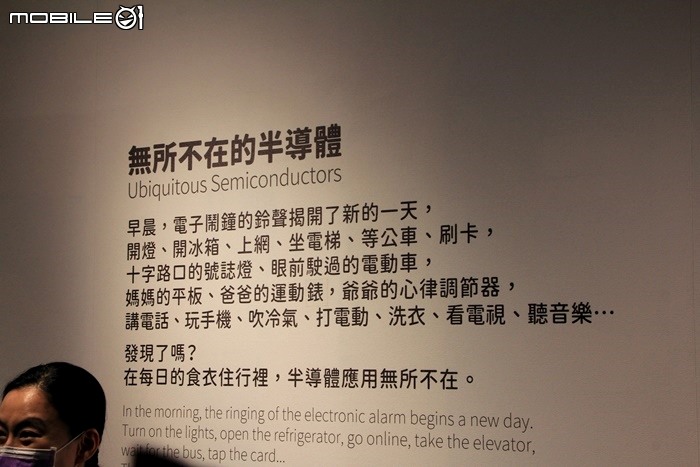 MOBILE01
無所不在的半導體
Ubiquitous Semiconductors
早晨，電子鬧鐘的鈴聲揭開了新的一天，
開燈、開冰箱、上網、坐電梯、等公車、刷卡，
十字路口的號誌燈、眼前駛過的電動車，
媽媽的平板、爸爸的運動錶，爺爺的心律調節器，
講電話、玩手機、吹冷氣、打電動、洗衣、看電視、聽音樂…
發現了嗎？
在每日的食衣住行裡，半導體應用無所不在。
In the morning, the ringing of the electronic alarm begins a new day.
Turn on the lights, open the refrigerator, go online, take the elevator,
wait for the bus, tap the card...